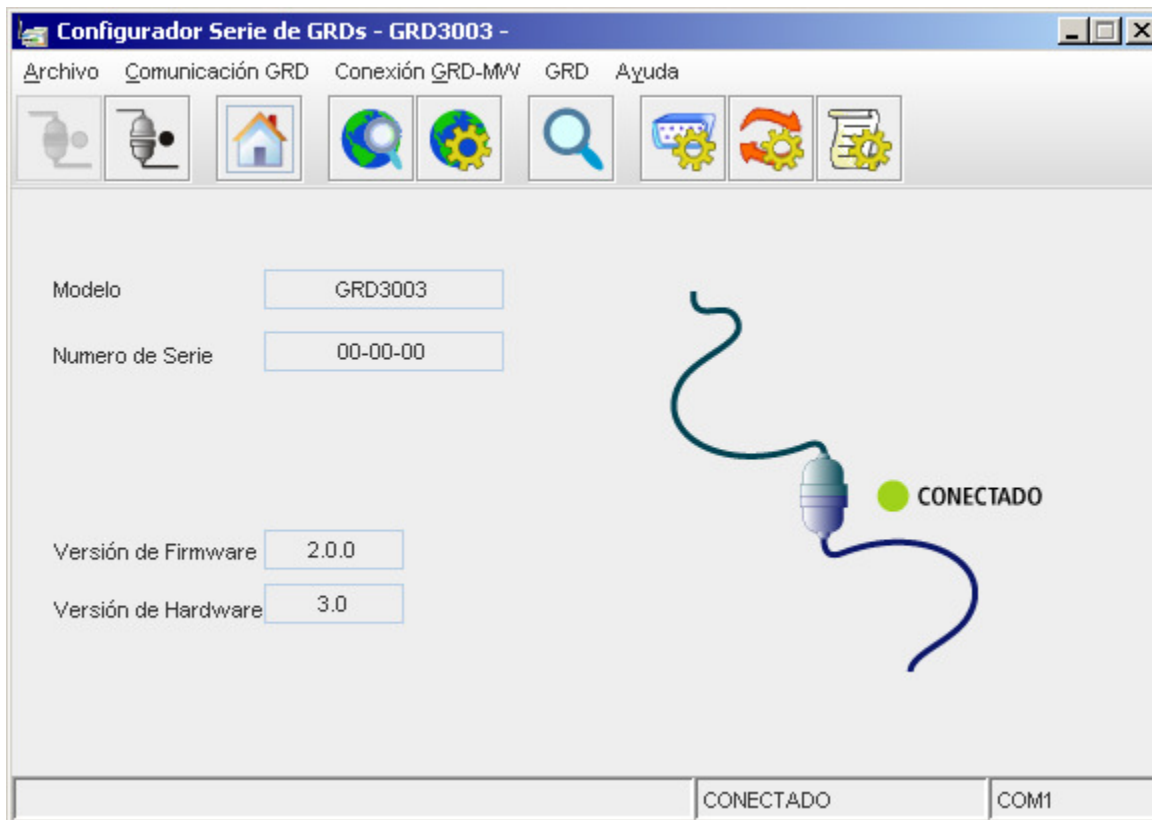 Configurador Serie de GRDs - GRD3003 -
Archivo Comunicación GRD Conexión GRD-MW GRD Ayuda
Modelo GRD3003
Numero de Serie 00-00-00
CONECTADO
Versión de Firmware 2.0.0
Versión de Hardware 3.0
CONECTADO COM1